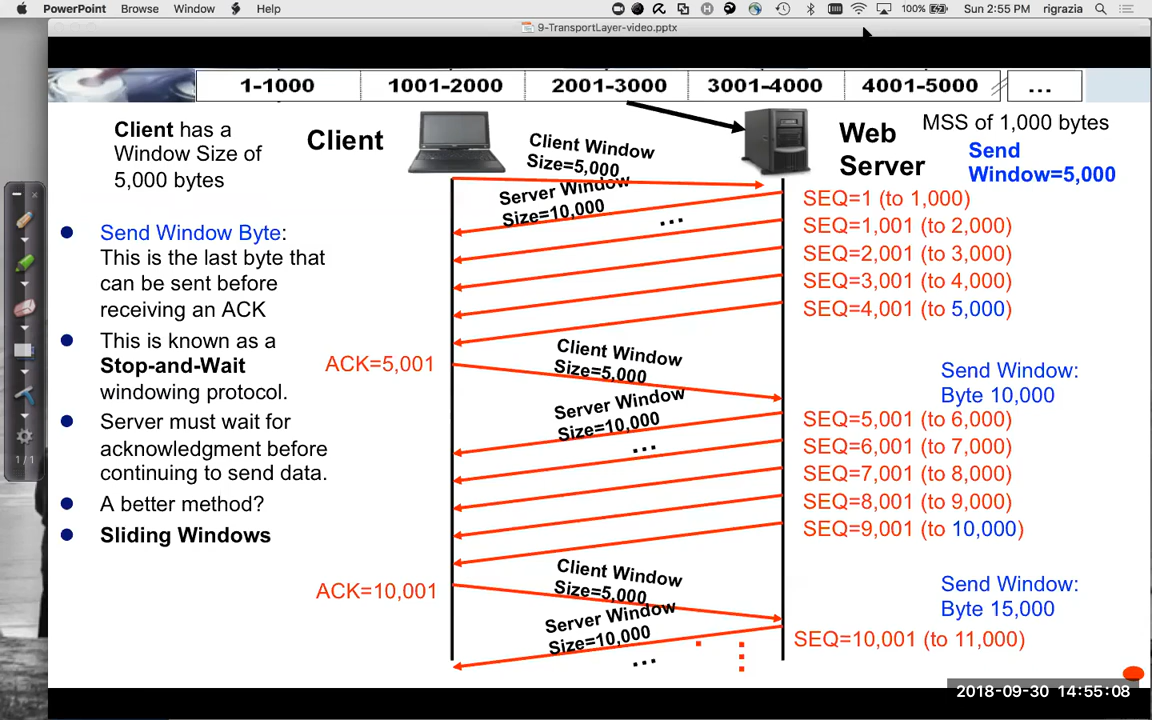 PowerPoint Browse Window Help
100% Sun 2:55 PM rigrazia
9-TransportLayer-video.pptx
1-1000 1001-2000 2001-3000 3001-4000 4001-5000 ...
Client has a
Window Size of
5,000 bytes
Client
Web
Server
MSS of 1,000 bytes
Send
Window=5,000
Client Window
Size=5,000
Server Window
Size=10,000
...
SEQ=1 (to 1,000)
SEQ=1,001 (to 2,000)
SEQ=2,001 (to 3,000)
SEQ=3,001 (to 4,000)
SEQ=4,001 (to 5,000)
● Send Window Byte:
This is the last byte that
can be sent before
receiving an ACK
● This is known as a
Stop-and-Wait
windowing protocol.
● Server must wait for
acknowledgment before
continuing to send data.
● A better method?
● Sliding Windows
ACK=5,001
Client Window
Size=5,000
Send Window:
Byte 10,000
Server Window
Size=10,000
...
SEQ=5,001 (to 6,000)
SEQ=6,001 (to 7,000)
SEQ=7,001 (to 8,000)
SEQ=8,001 (to 9,000)
SEQ=9,001 (to 10,000)
ACK=10,001
Client Window
Size=5,000
Send Window:
Byte 15,000
Server Window
Size=10,000
...
SEQ=10,001 (to 11,000)
1/1
2018-09-30 14:55:08